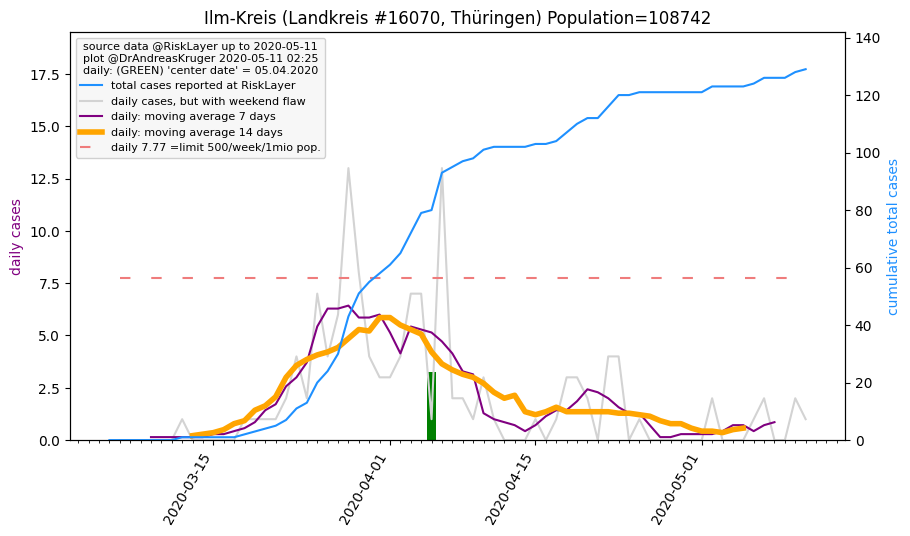 Ilm-Kreis (Landkreis #16070, Thüringen) Population=108742
source data @RiskLayer up to 2020-05-11
plot @DrAndreasKruger 2020-05-11 02:25
daily: (GREEN) 'center date' = 05.04.2020
total cases reported at RiskLayer
daily cases, but with weekend flaw
daily: moving average 7 days
daily: moving average 14 days
daily 7.77 =limit 500/week/1mio pop.
daily cases
17.5
15.0
12.5
10.0
7.5
5.0
2.5
0.0
cumulative total cases
140
120
100
80
60
40
20
0
2020-03-15
2020-04-01
2020-04-15
2020-05-01